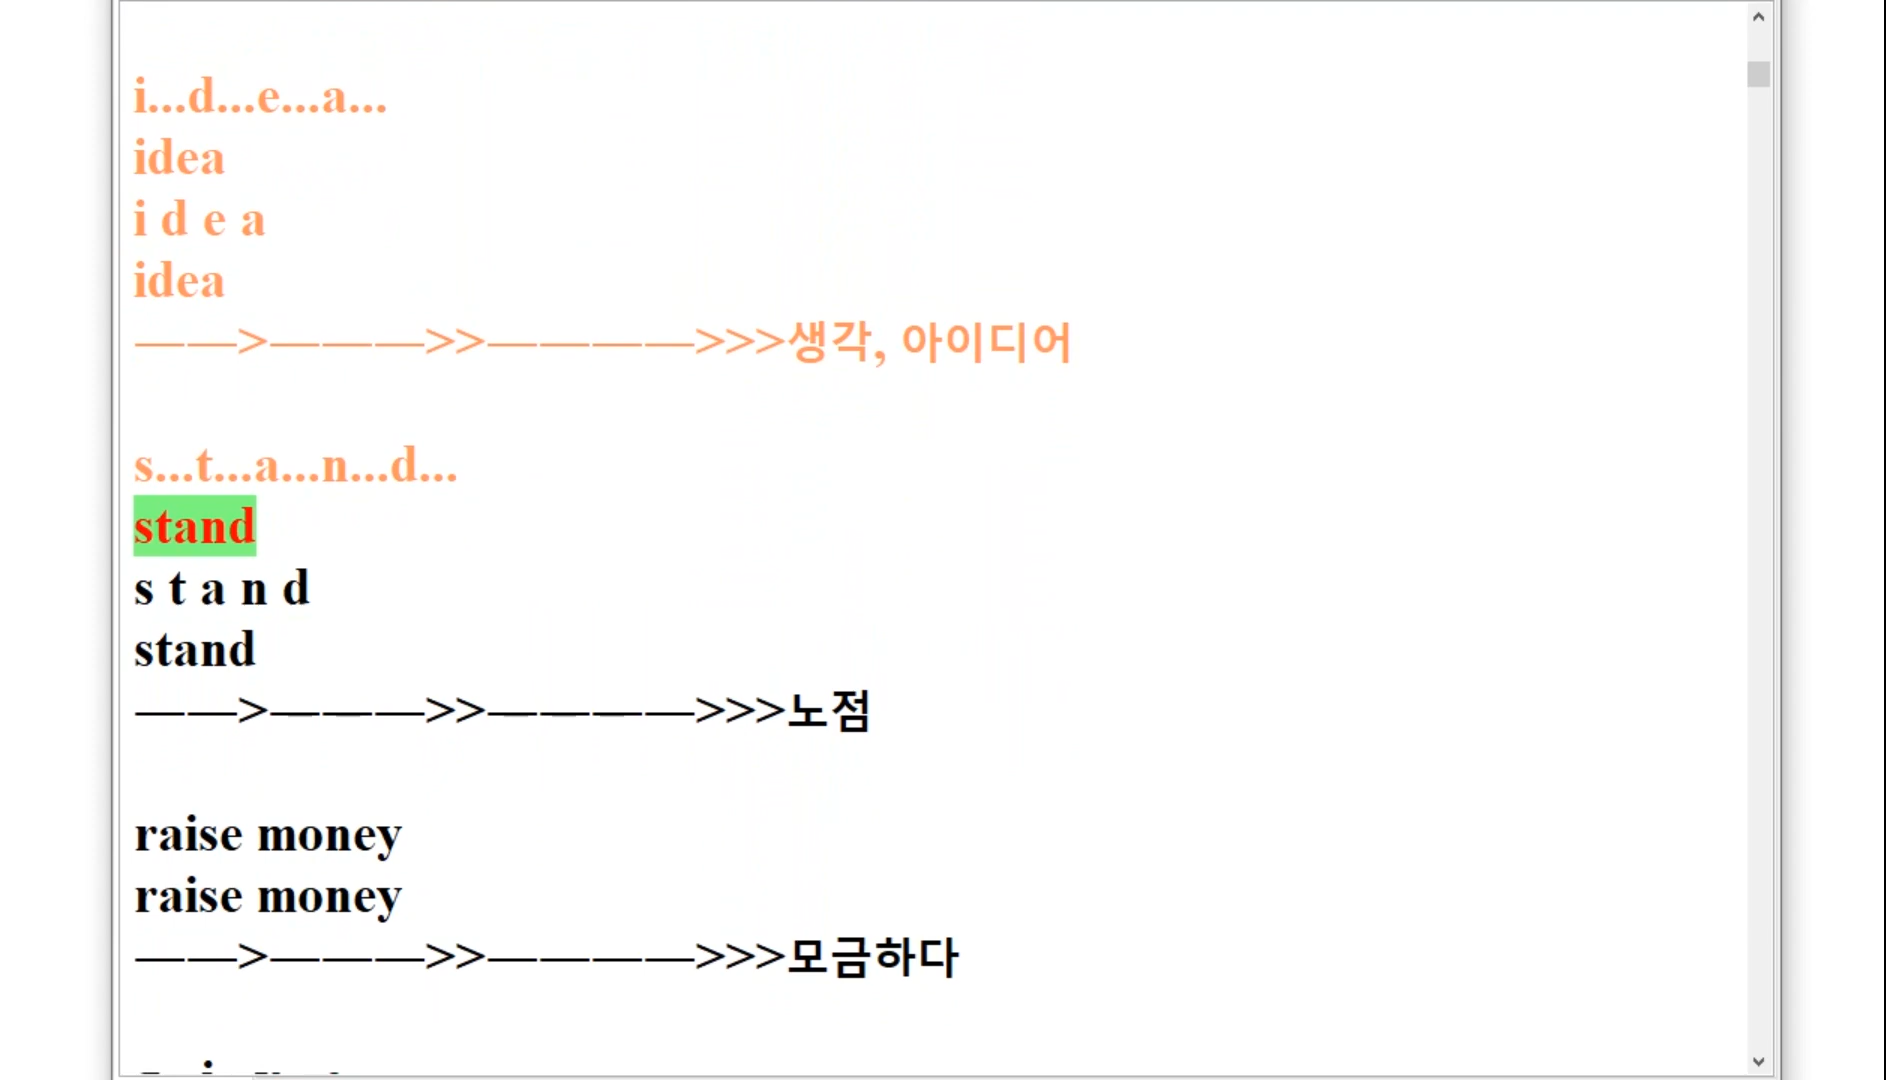 i...d...e...a...
idea
i d e a
idea
——>———>>————>>>생각, 아이디어
s...t...a...n...d...
stand
s t a n d
stand
——>———>>————>>>노점
raise money
raise money
——>———>>————>>>모금하다